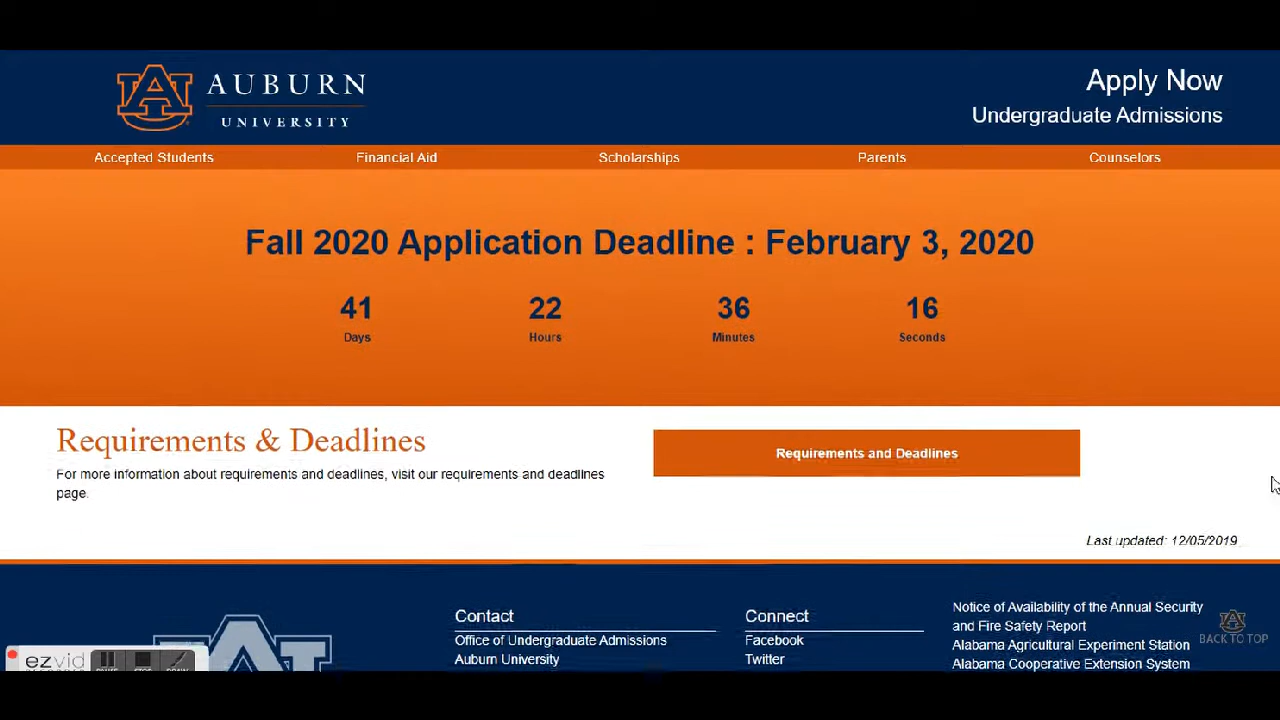 AUBURN
UNIVERSITY
Apply Now
Undergraduate Admissions
Accepted Students
Financial Aid
Scholarships
Parents
Counselors
Fall 2020 Application Deadline : February 3, 2020
41
22
36
16
Days
Hours
Minutes
Seconds
Requirements & Deadlines
For more information about requirements and deadlines, visit our requirements and deadlines
page.
Requirements and Deadlines
Last updated: 12/05/2019
Contact
Office of Undergraduate Admissions
Auburn University
Connect
Facebook
Twitter
Notice of Availability of the Annual Security
and Fire Safety Report
Alabama Agricultural Experiment Station
Alabama Cooperative Extension System
BACK TO TOP
ezvid